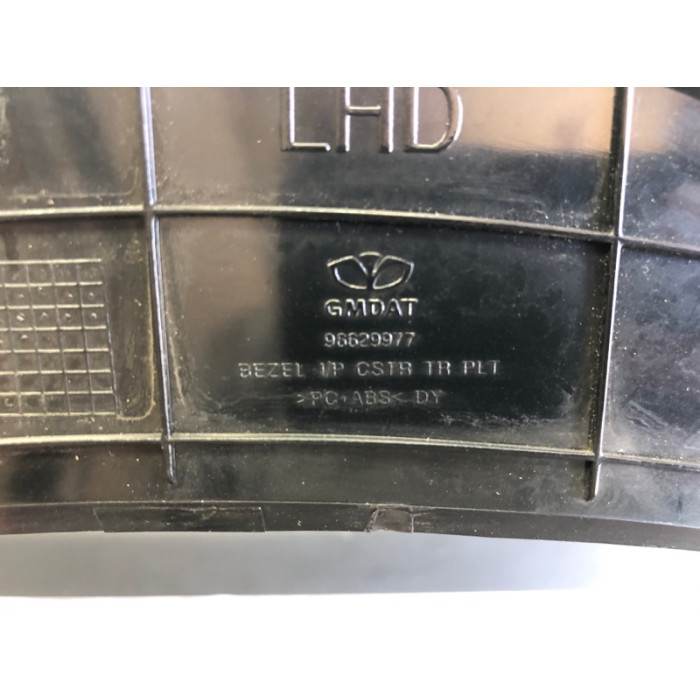 LHD
GMDAT
96629977
BEZEL I/P CSTR TR PLT
>PC+ABS< DY